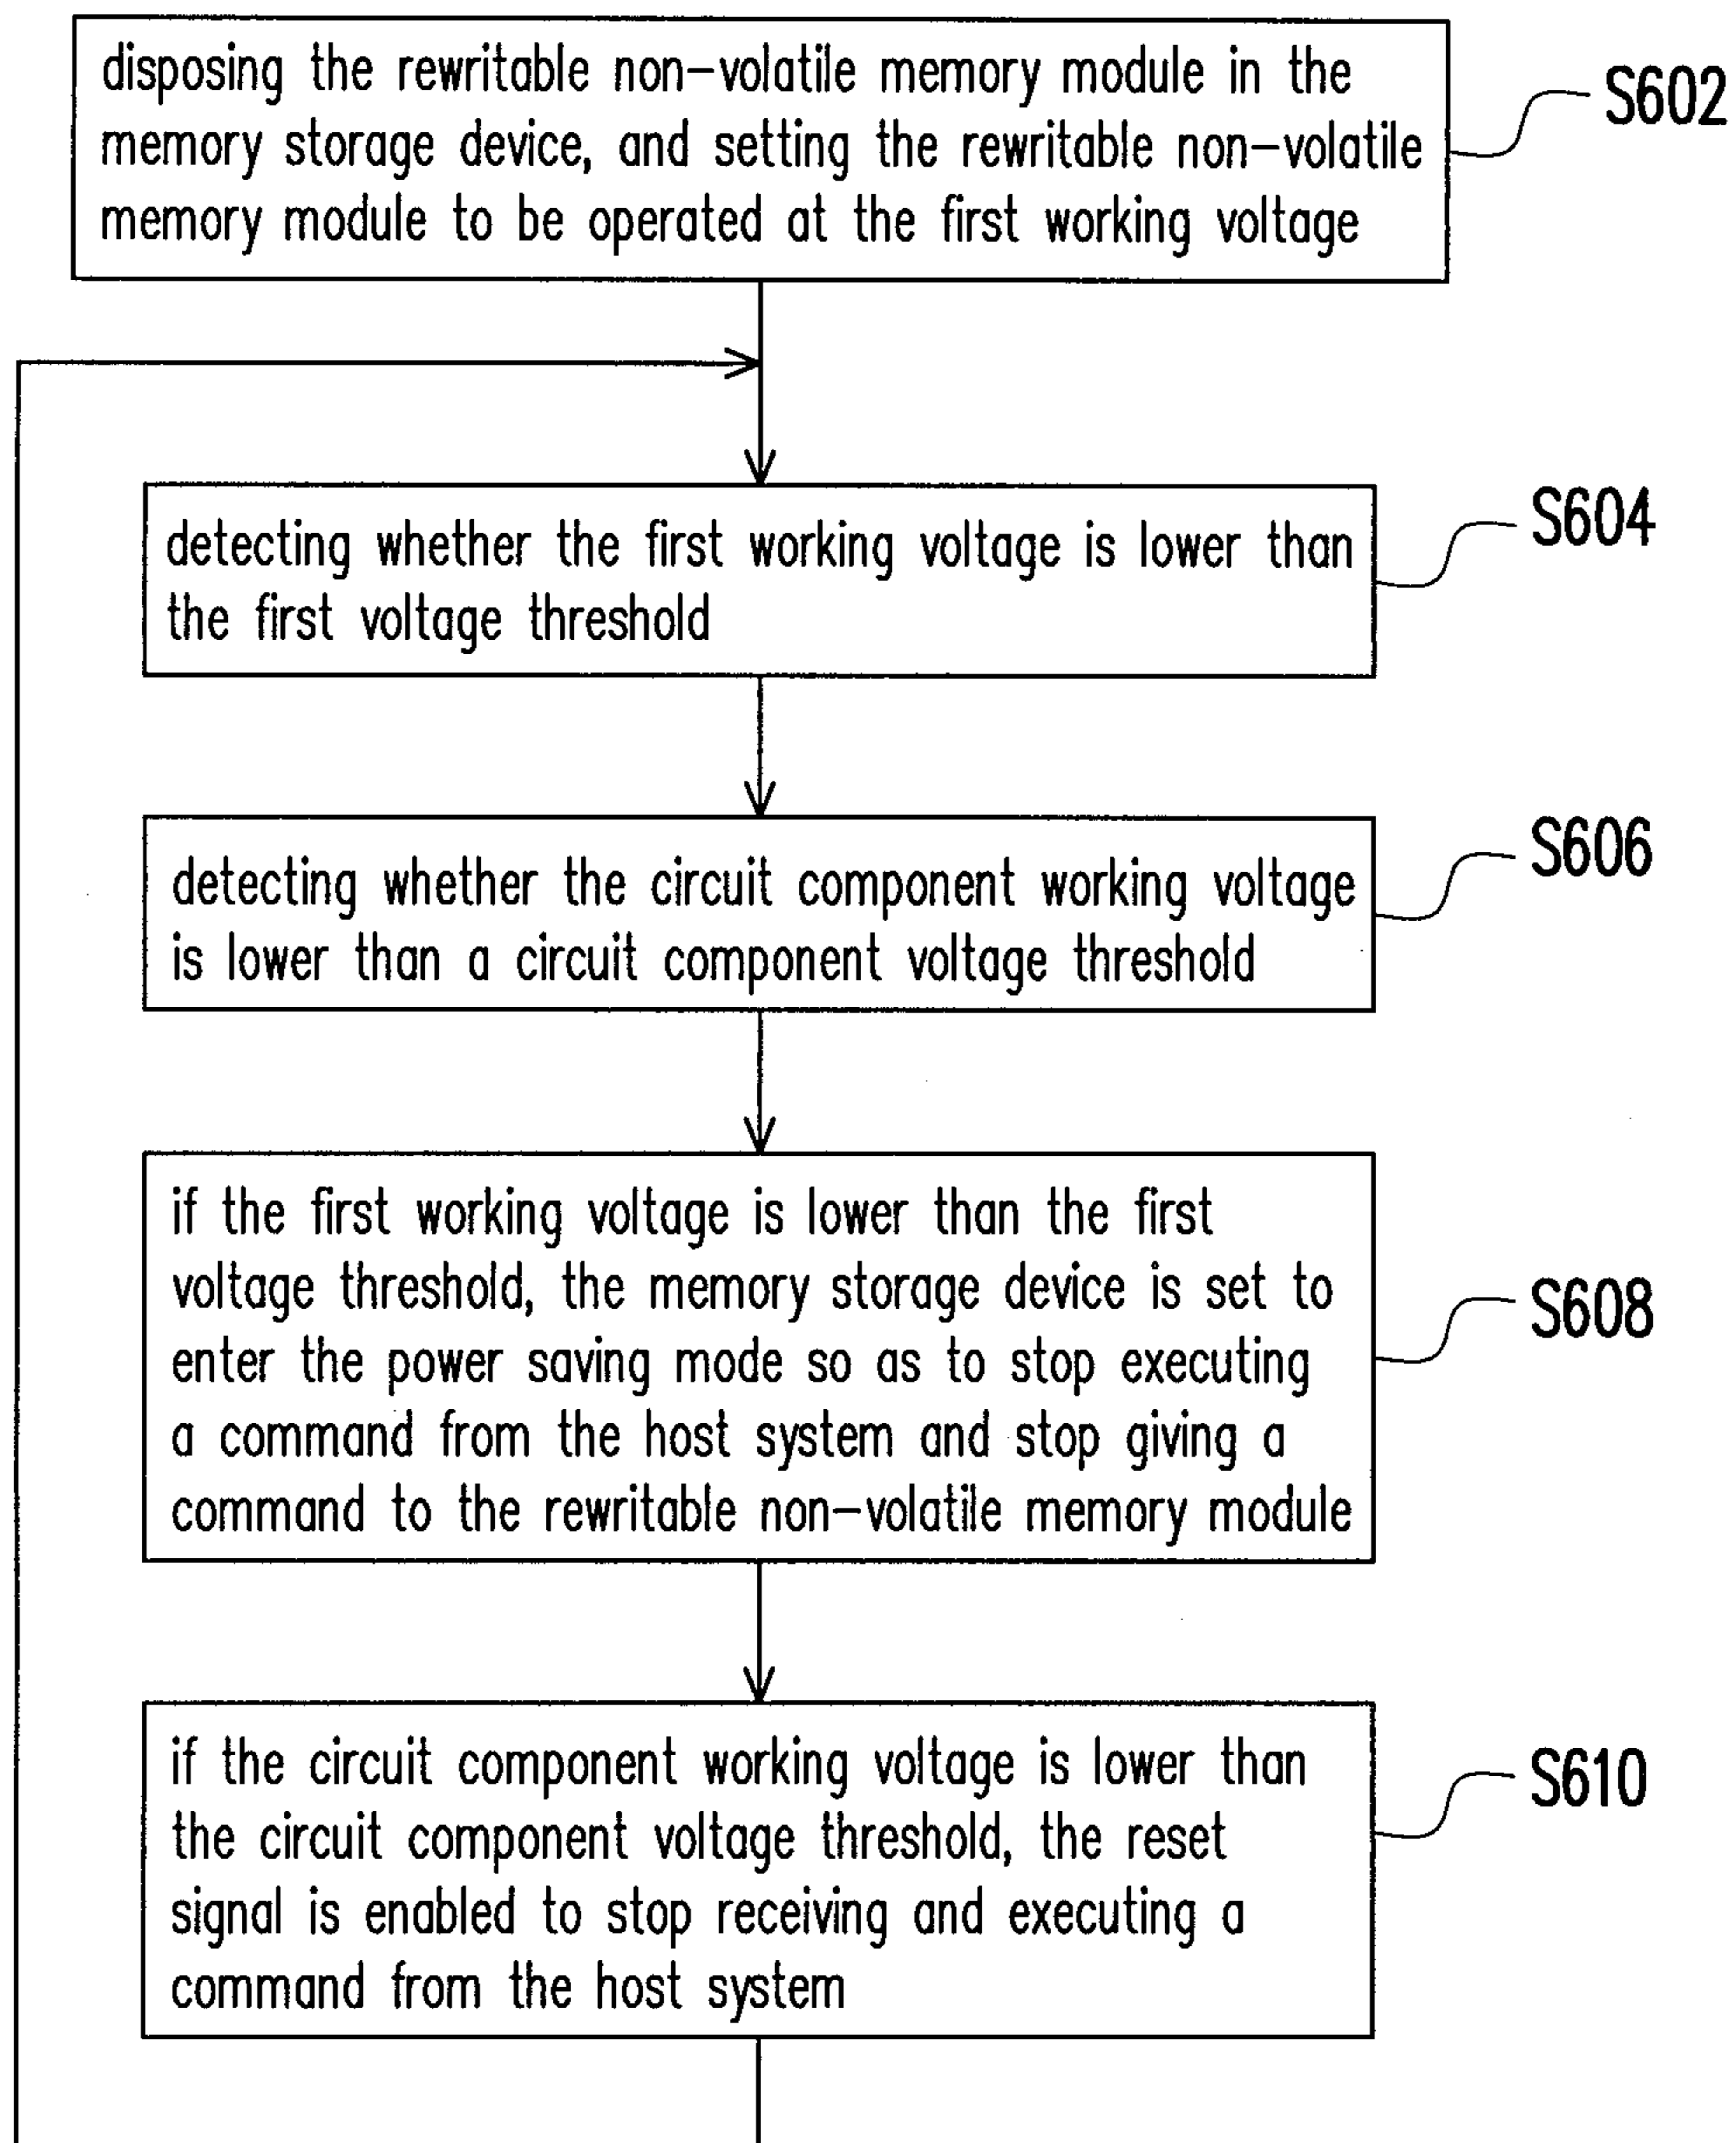 disposing the rewritable non-volatile memory module in the
memory storage device, and setting the rewritable non-volatile
memory module to be operated at the first working voltage
S602
detecting whether the first working voltage is lower than
the first voltage threshold
S604
detecting whether the circuit component working voltage
is lower than a circuit component voltage threshold
S606
if the first working voltage is lower than the first
voltage threshold, the memory storage device is set to
enter the power saving mode so as to stop executing
a command from the host system and stop giving a
command to the rewritable non-volatile memory module
S608
if the circuit component working voltage is lower than
the circuit component voltage threshold, the reset
signal is enabled to stop receiving and executing a
command from the host system
S610